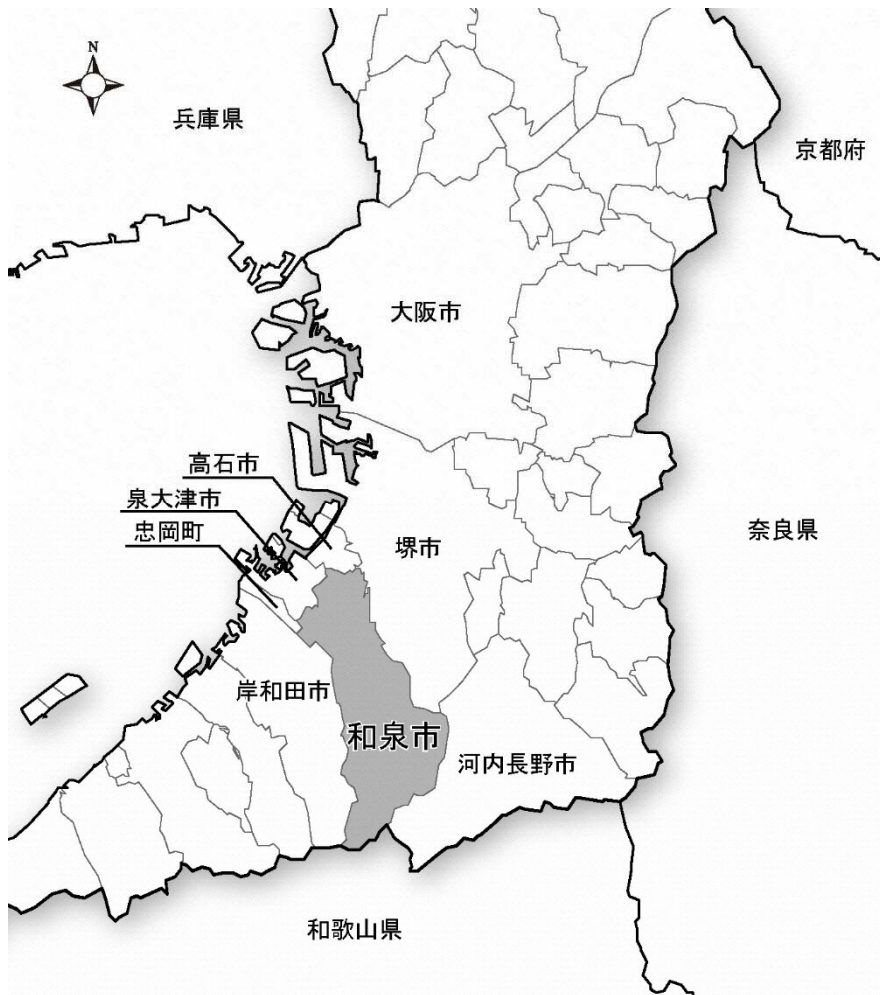 N
兵庫県
京都府
大阪市
高石市
泉大津市
忠岡町
堺市
奈良県
岸和田市
和泉市
河内長野市
和歌山県